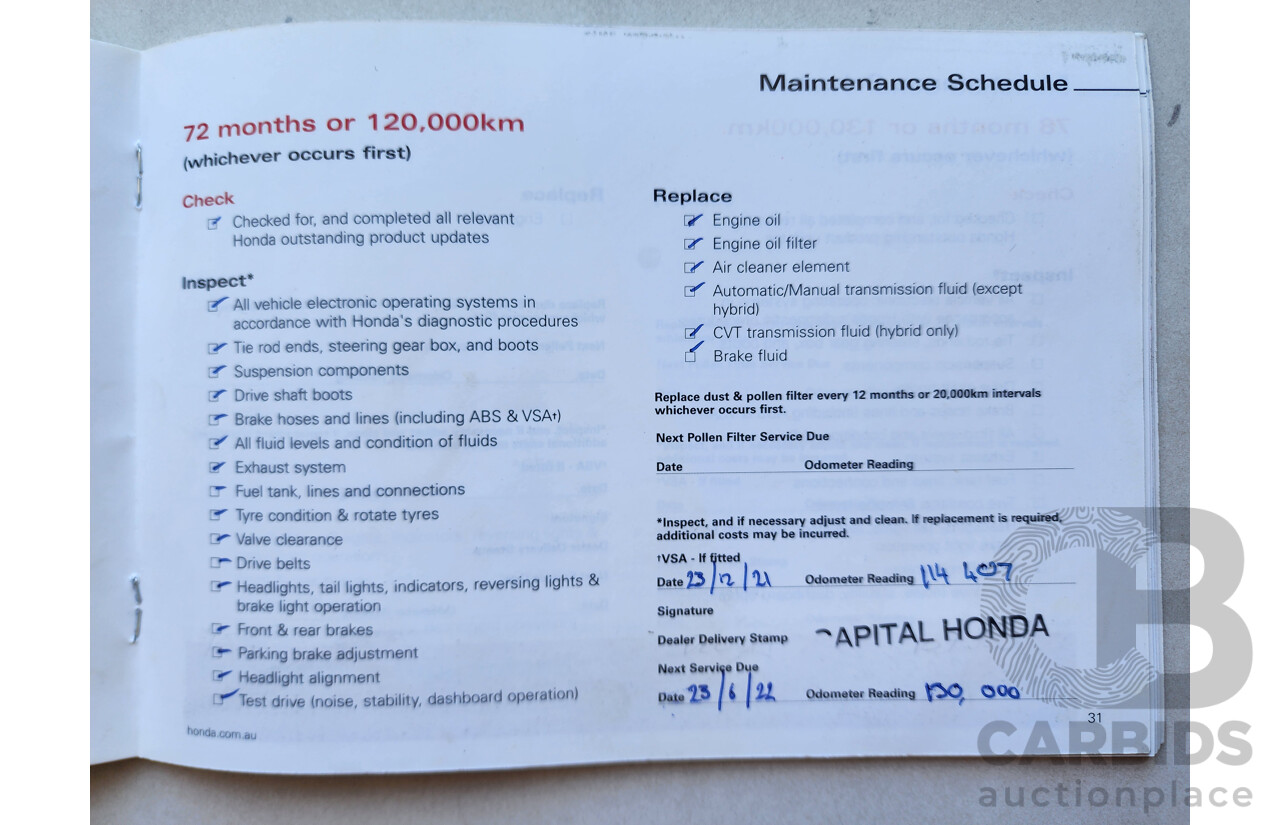 Maintenance Schedule
72 months or 120,000km
(whichever occurs first)
Check
Checked for, and completed all relevant
Honda outstanding product updates
Inspect*
All vehicle electronic operating systems in
accordance with Honda's diagnostic procedures
Tie rod ends, steering gear box, and boots
Suspension components
Drive shaft boots
Brake hoses and lines (including ABS & VSA†)
All fluid levels and condition of fluids
Exhaust system
Fuel tank, lines and connections
Tyre condition & rotate tyres
Valve clearance
Drive belts
Headlights, tail lights, indicators, reversing lights &
brake light operation
Front & rear brakes
Parking brake adjustment
Headlight alignment
Test drive (noise, stability, dashboard operation)
honda.com.au
Replace
Engine oil
Engine oil filter
Air cleaner element
Automatic/Manual transmission fluid (except
hybrid)
CVT transmission fluid (hybrid only)
Brake fluid
Replace dust & pollen filter every 12 months or 20,000km intervals
whichever occurs first.
Next Pollen Filter Service Due
Date Odometer Reading
*Inspect, and if necessary adjust and clean. If replacement is required,
additional costs may be incurred.
†VSA - If fitted
Date 23/12/21 Odometer Reading 114 407
Signature
Dealer Delivery Stamp APITAL HONDA
Next Service Due
Date 23/6/22 Odometer Reading 130,000
31
CARBIDS
auctionplace